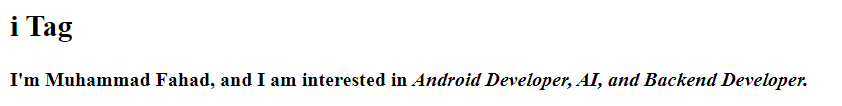 i Tag
I'm Muhammad Fahad, and I am interested in Android Developer, AI, and Backend Developer.